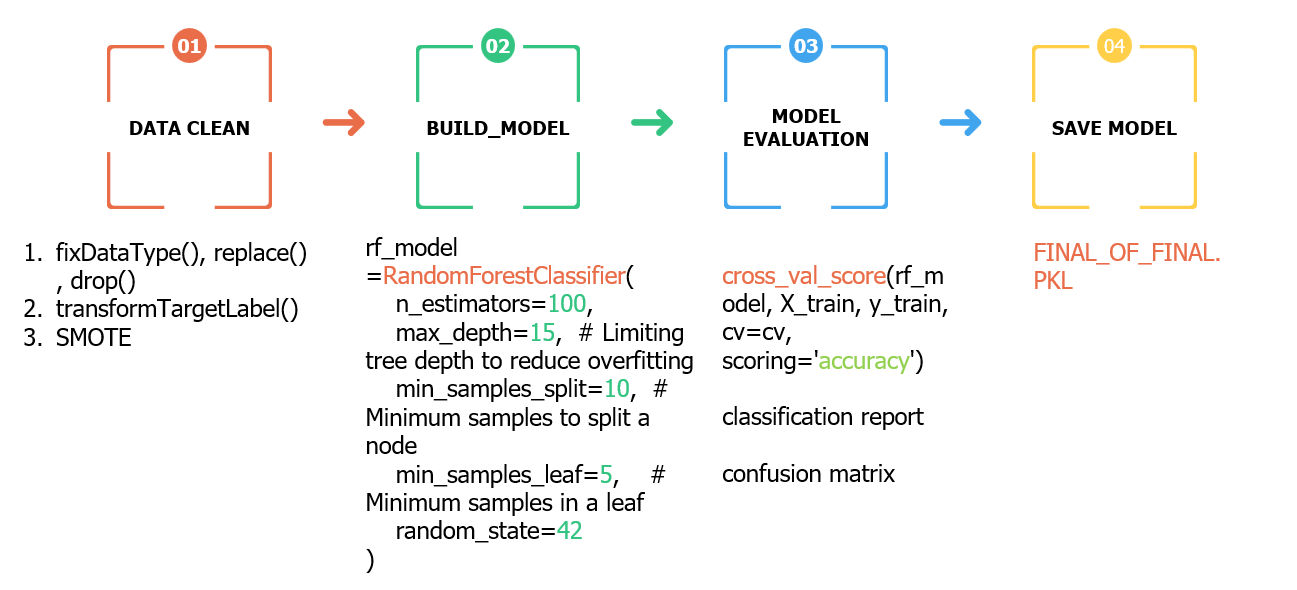 01
DATA CLEAN
1. fixDataType(), replace()
, drop()
2. transformTargetLabel()
3. SMOTE
02
BUILD_MODEL
rf_model
=RandomForestClassifier(
n_estimators=100,
max_depth=15,  # Limiting
tree depth to reduce overfitting
min_samples_split=10,  #
Minimum samples to split a
node
min_samples_leaf=5,    #
Minimum samples in a leaf
random_state=42
)
03
MODEL
EVALUATION
cross_val_score(rf_m
odel, X_train, y_train,
cv=cv,
scoring='accuracy')
classification report
confusion matrix
04
SAVE MODEL
FINAL_OF_FINAL.
PKL